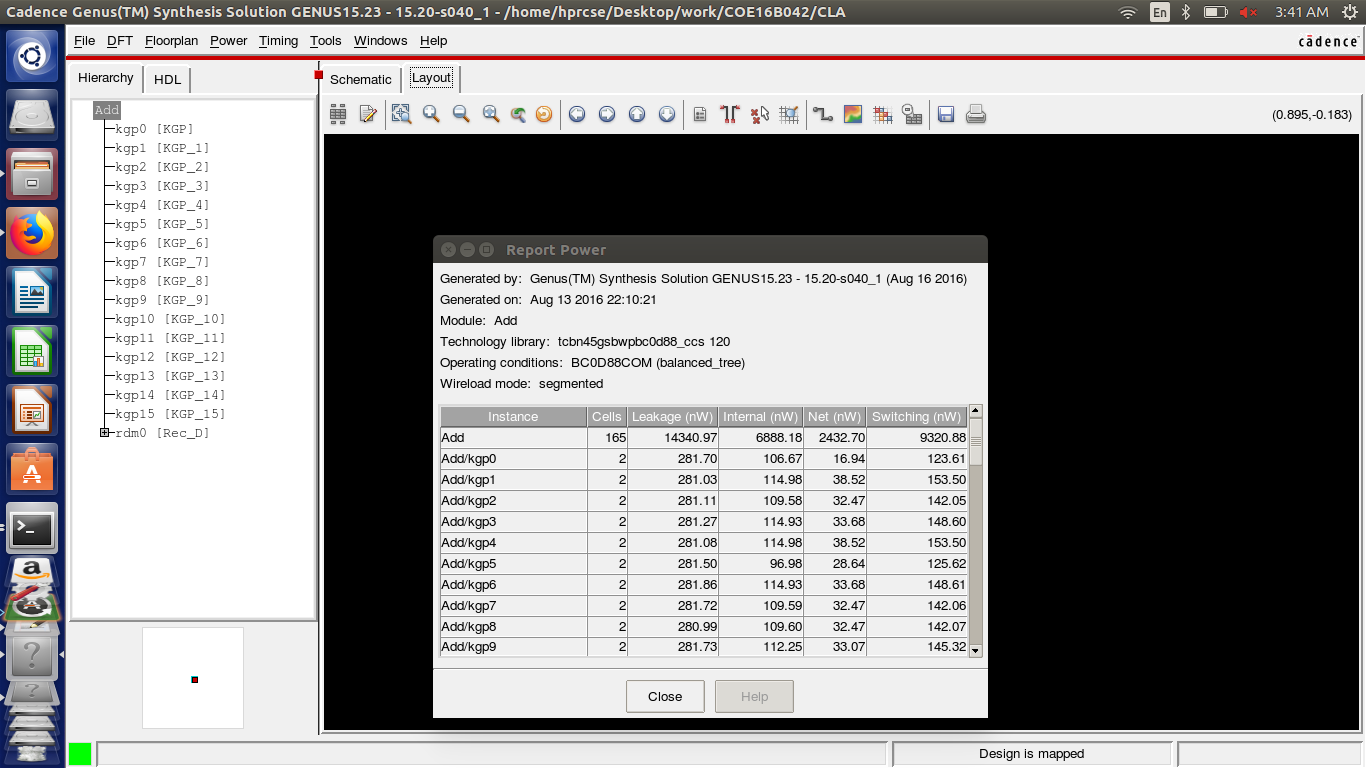 Cadence Genus(TM) Synthesis Solution GENUS15.23 - 15.20-s040_1 - /home/hprcse/Desktop/work/COE16B042/CLA
En
3:41 AM
File DFT Floorplan Power Timing Tools Windows Help
cādence
Hierarchy HDL
Schematic Layout
(0.895,-0.183)
Add
kgp0 [KGP]
kgp1 [KGP_1]
kgp2 [KGP_2]
kgp3 [KGP_3]
kgp4 [KGP_4]
kgp5 [KGP_5]
kgp6 [KGP_6]
kgp7 [KGP_7]
kgp8 [KGP_8]
kgp9 [KGP_9]
kgp10 [KGP_10]
kgp11 [KGP_11]
kgp12 [KGP_12]
kgp13 [KGP_13]
kgp14 [KGP_14]
kgp15 [KGP_15]
rdm0 [Rec_D]
Report Power
Generated by: Genus(TM) Synthesis Solution GENUS15.23 - 15.20-s040_1 (Aug 16 2016)
Generated on: Aug 13 2016 22:10:21
Module: Add
Technology library: tcbn45gsbwpbc0d88_ccs 120
Operating conditions: BC0D88COM (balanced_tree)
Wireload mode: segmented
Instance Cells Leakage (nW) Internal (nW) Net (nW) Switching (nW)
Add 165 14340.97 6888.18 2432.70 9320.88
Add/kgp0 2 281.70 106.67 16.94 123.61
Add/kgp1 2 281.03 114.98 38.52 153.50
Add/kgp2 2 281.11 109.58 32.47 142.05
Add/kgp3 2 281.27 114.93 33.68 148.60
Add/kgp4 2 281.08 114.98 38.52 153.50
Add/kgp5 2 281.50 96.98 28.64 125.62
Add/kgp6 2 281.86 114.93 33.68 148.61
Add/kgp7 2 281.72 109.59 32.47 142.06
Add/kgp8 2 280.99 109.60 32.47 142.07
Add/kgp9 2 281.73 112.25 33.07 145.32
Close Help
Design is mapped